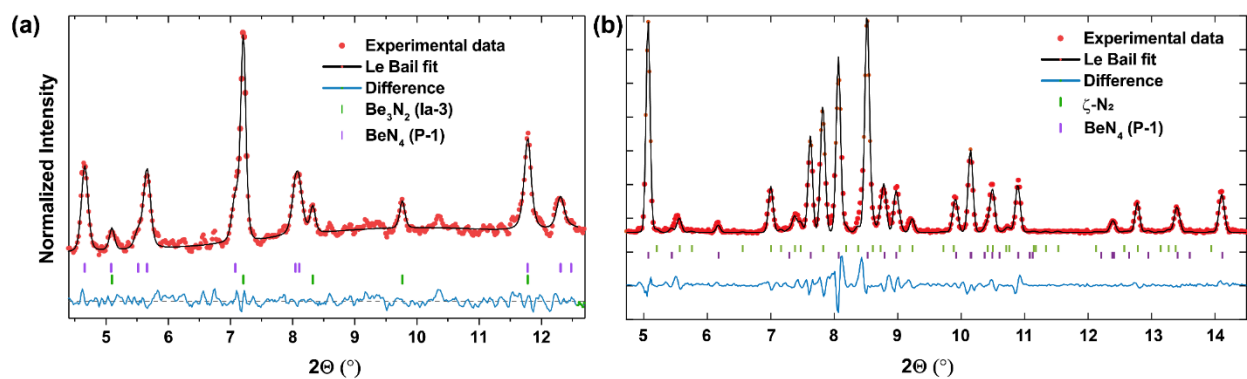 (a)
Experimental data
Le Bail fit
Difference
Be₃N₂ (Ia-3)
BeN₄ (P-1)
Normalized Intensity
5 6 7 8 9 10 11 12
2Θ (°)
(b)
Experimental data
Le Bail fit
Difference
ζ-N₂
BeN₄ (P-1)
5 6 7 8 9 10 11 12 13 14
2Θ (°)